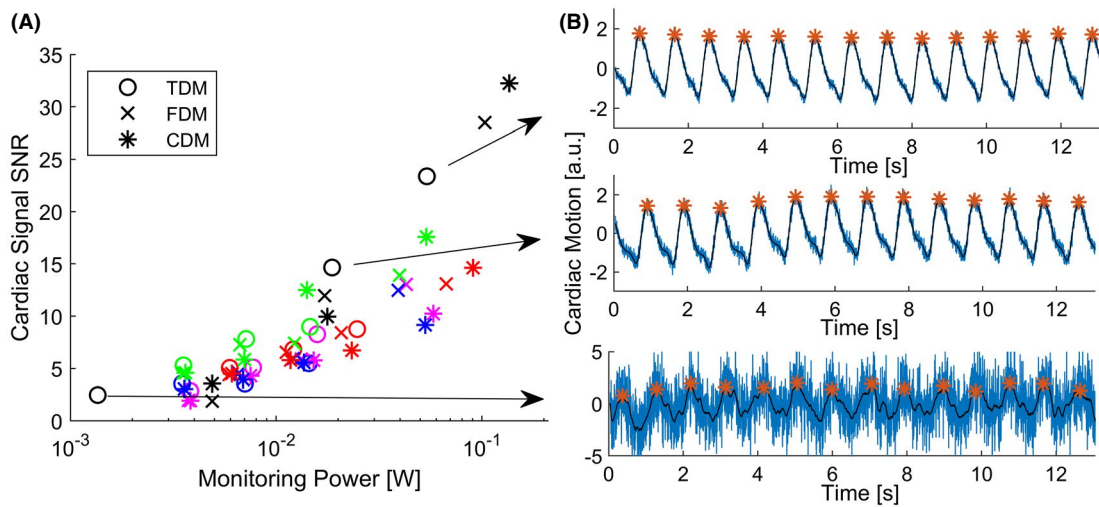 (A)
35
30
25
20
15
10
5
0
Cardiac Signal SNR
TDM
FDM
CDM
10⁻³
10⁻²
10⁻¹
Monitoring Power [W]
(B)
2
0
-2
0 2 4 6 8 10 12
Time [s]
2
0
-2
0 2 4 6 8 10 12
Time [s]
5
0
-5
0 2 4 6 8 10 12
Time [s]
Cardiac Motion [a.u.]